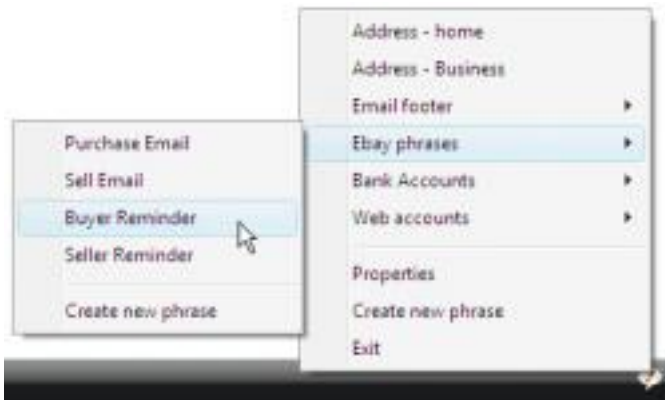 Address - home
Address - Business
Email footer
Ebay phrases
Bank Accounts
Web accounts
Properties
Create new phrase
Exit
Purchase Email
Sell Email
Buyer Reminder
Seller Reminder
Create new phrase